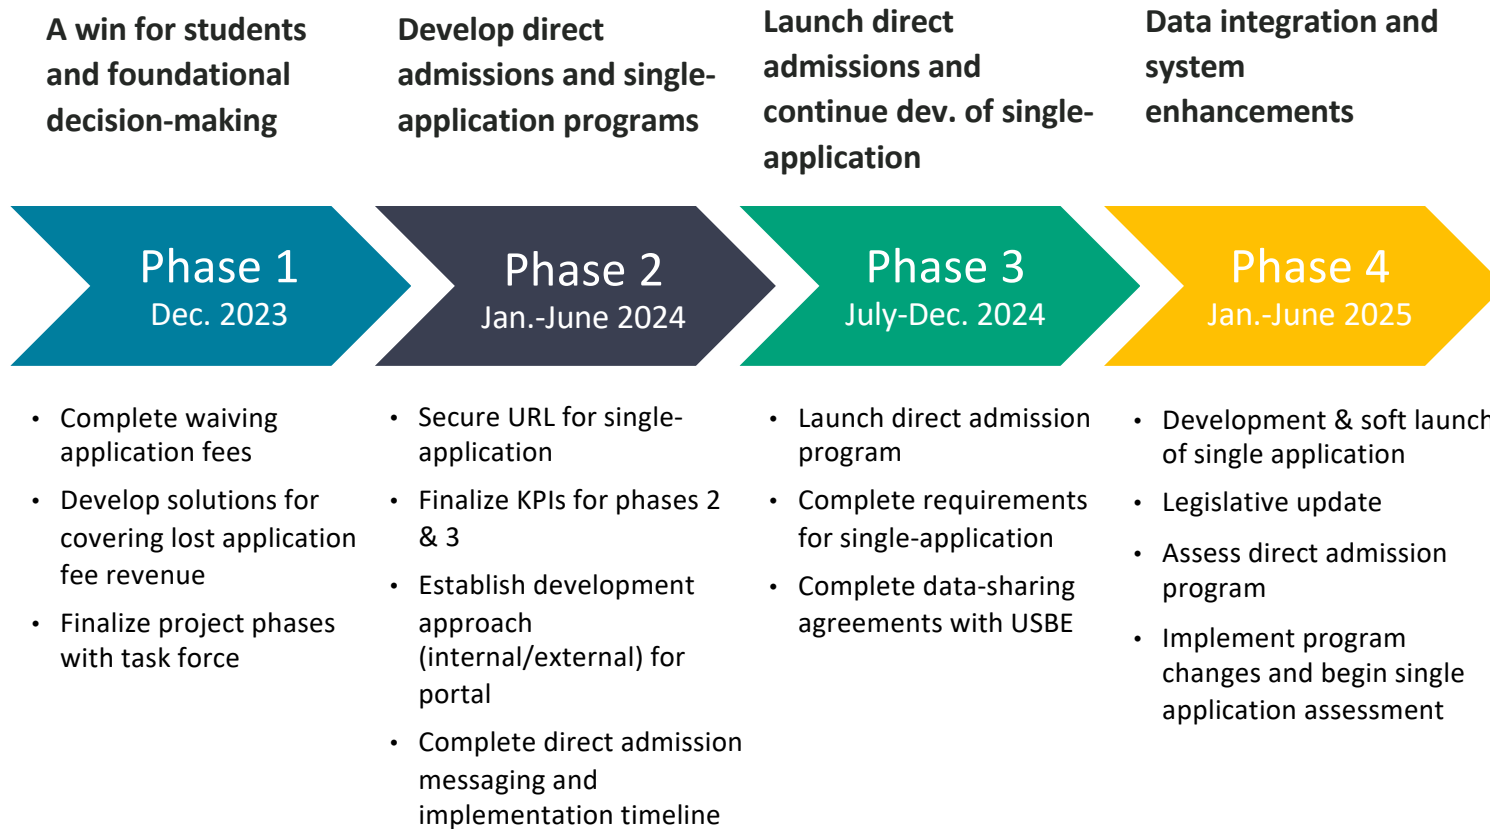 A win for students
and foundational
decision-making
Develop direct
admissions and single-
application programs
Launch direct
admissions and
continue dev. of single-
application
Data integration and
system
enhancements
Phase 1
Dec. 2023
Phase 2
Jan.-June 2024
Phase 3
July-Dec. 2024
Phase 4
Jan.-June 2025
• Complete waiving
application fees
• Develop solutions for
covering lost application
fee revenue
• Finalize project phases
with task force
• Secure URL for single-
application
• Finalize KPIs for phases 2
& 3
• Establish development
approach
(internal/external) for
portal
• Complete direct admission
messaging and
implementation timeline
• Launch direct admission
program
• Complete requirements
for single-application
• Complete data-sharing
agreements with USBE
• Development & soft launch
of single application
• Legislative update
• Assess direct admission
program
• Implement program
changes and begin single
application assessment